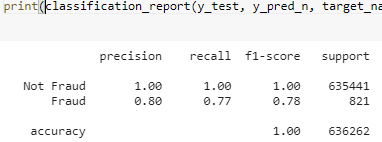 print(classification_report(y_test, y_pred_n, target_na
precision recall f1-score support
Not Fraud 1.00 1.00 1.00 635441
Fraud 0.80 0.77 0.78 821
accuracy 1.00 636262